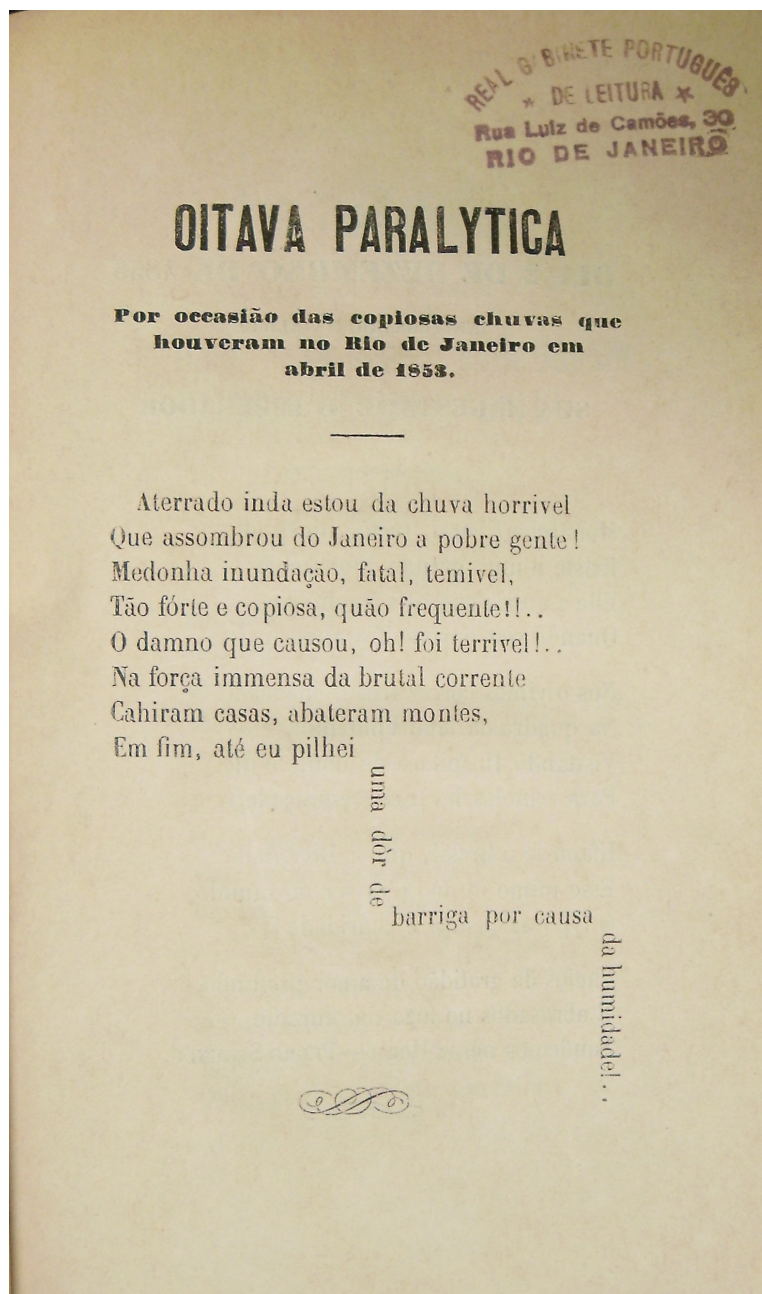 REAL GABINETE PORTUGUÊS
* DE LEITURA *
Rua Luiz de Camões, 30
RIO DE JANEIRO
OITAVA PARALYTICA
Por occasião das copiosas chuvas que
houveram no Rio de Janeiro em
abril de 1853.
Aterrado inda estou da chuva horrivel
Que assombrou do Janeiro a pobre gente!
Medonha inundação, fatal, temivel,
Tão fórte e copiosa, quão frequente!!..
O damno que causou, oh! foi terrivel!..
Na força immensa da brutal corrente
Cahiram casas, abateram montes,
Em fim, até eu pilhei
uma dòr de
barriga por causa
da humidade!..